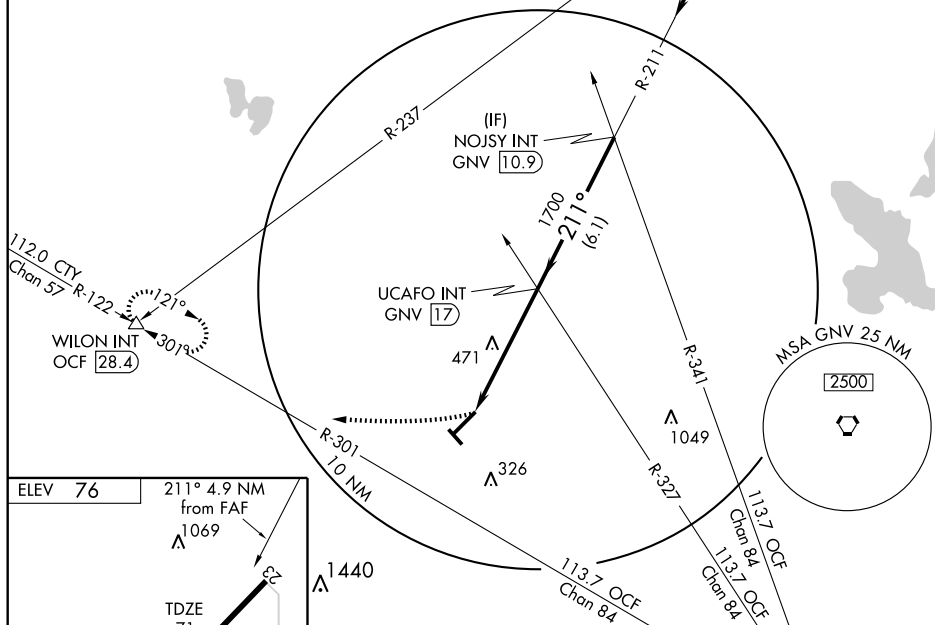 R-211
R-237
(IF)
NOJSY INT
GNV 10.9
1700
211°
(6.1)
112.0 CTY
Chan 57
R-122
121°
301°
WILON INT
OCF 28.4
UCAFO INT
GNV 17
471
R-341
MSA GNV 25 NM
2500
1049
R-301
10 NM
326
R-327
113.7 OCF
Chan 84
113.7 OCF
Chan 84
113.7 OCF
Chan 84
ELEV 76
211° 4.9 NM
from FAF
1069
23
1440
TDZE
71